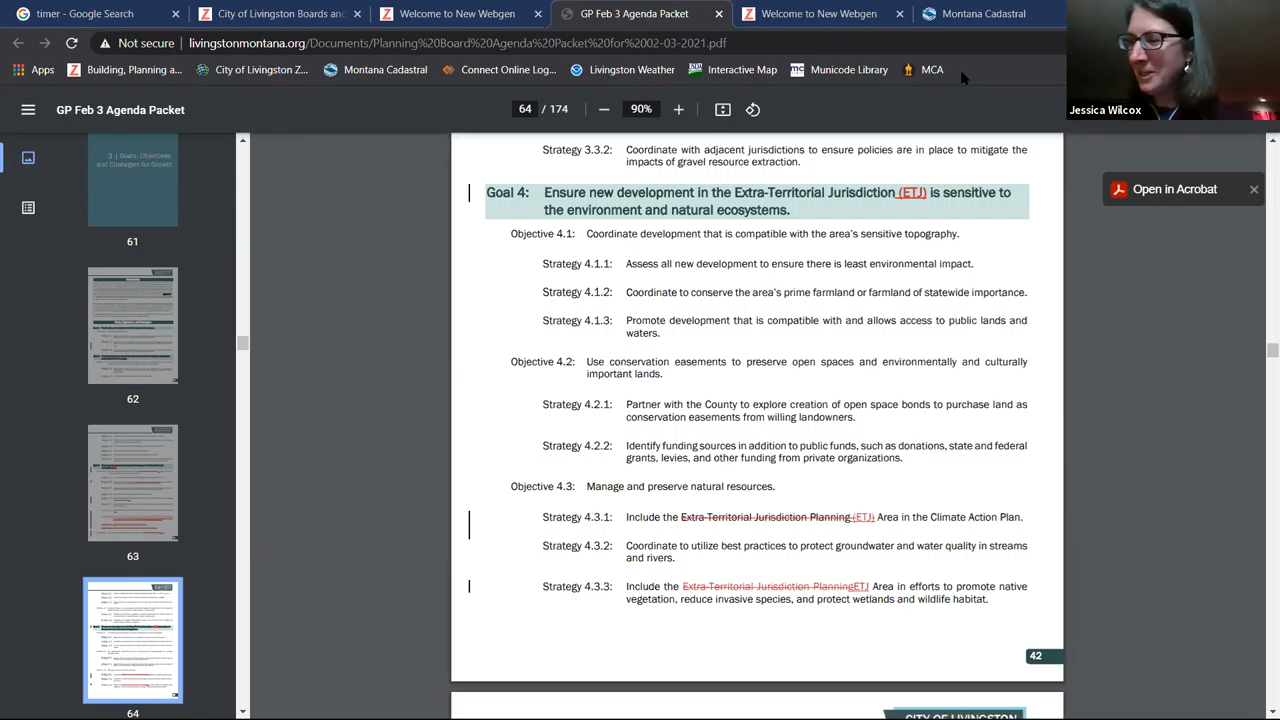 timer - Google Search
City of Livingston Boards and
Welcome to New Webgen
GP Feb 3 Agenda Packet
Welcome to New Webgen
Montana Cadastral
Not secure | livingstonmontana.org/Documents/Planning%20Board%20Agenda%20Packet%20for%2002-03-2021.pdf
Apps
Building, Planning a...
City of Livingston Z...
Montana Cadastral
Connect Online Beg...
Livingston Weather
Interactive Map
Municode Library
MCA
Jessica Wilcox
GP Feb 3 Agenda Packet
64 / 174
90%
Open in Acrobat
3 | Goals, Objectives,
and Strategies for Growth
61
62
63
64
Strategy 3.3.2: Coordinate with adjacent jurisdictions to ensure policies are in place to mitigate the
impacts of gravel resource extraction.
Goal 4: Ensure new development in the Extra-Territorial Jurisdiction (ETJ) is sensitive to
the environment and natural ecosystems.
Objective 4.1: Coordinate development that is compatible with the area's sensitive topography.
Strategy 4.1.1: Assess all new development to ensure there is least environmental impact.
Strategy 4.1.2: Coordinate to conserve the area's prime farmland or farmland of statewide importance.
Strategy 4.1.3: Promote development that is compatible with and allows access to public lands and
waters.
Objective 4.2: Use conservation easements to preserve open spaces and environmentally and culturally
important lands.
Strategy 4.2.1: Partner with the County to explore creation of open space bonds to purchase land as
conservation easements from willing landowners.
Strategy 4.2.2: Identify funding sources in addition to bonds, such as donations, state and federal
grants, levies, and other funding from private organizations.
Objective 4.3: Manage and preserve natural resources.
Strategy 4.3.1: Include the Extra-Territorial Jurisdiction Planning (ETJ) Area in the Climate Action Plan.
Strategy 4.3.2: Coordinate to utilize best practices to protect groundwater and water quality in streams
and rivers.
Strategy 4.3.3: Include the Extra-Territorial Jurisdiction Planning ETJ Area in efforts to promote native
vegetation, reduce invasive species, and protect wetlands and wildlife habitat.
42
CITY OF LIVINGSTON